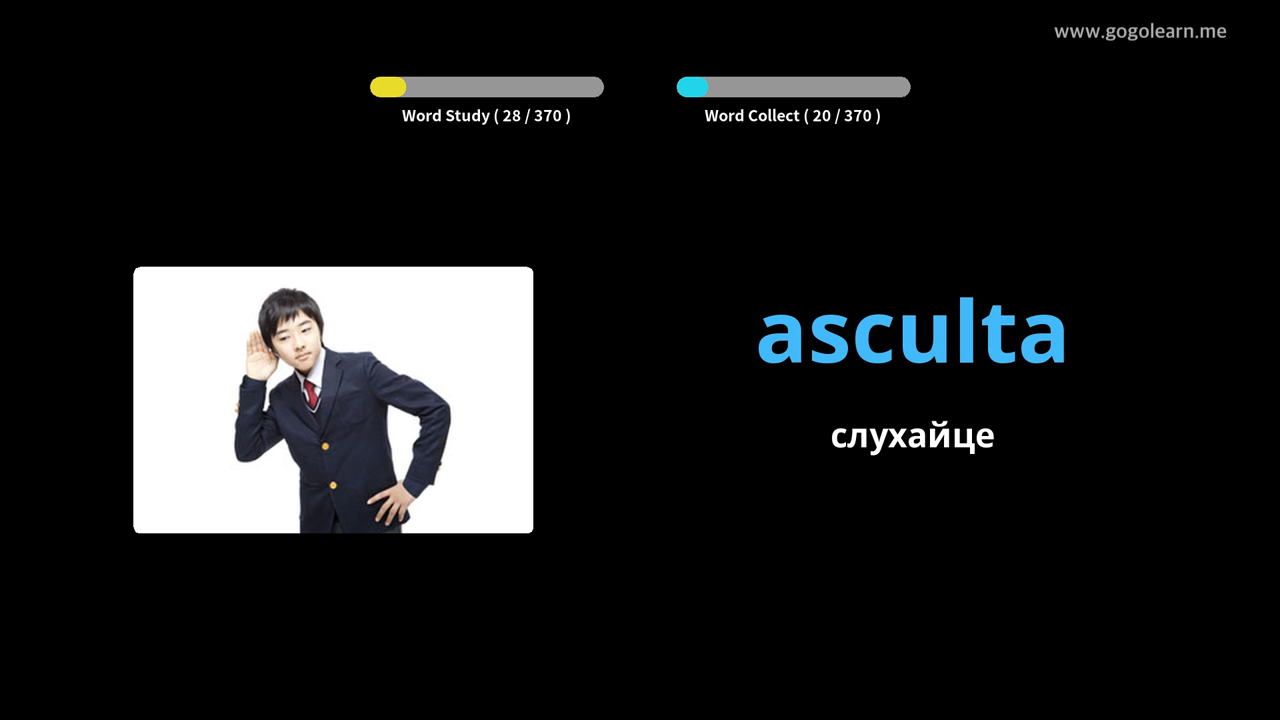 www.gogolearn.me
Word Study ( 28 / 370 )
Word Collect ( 20 / 370 )
asculta
слухайце